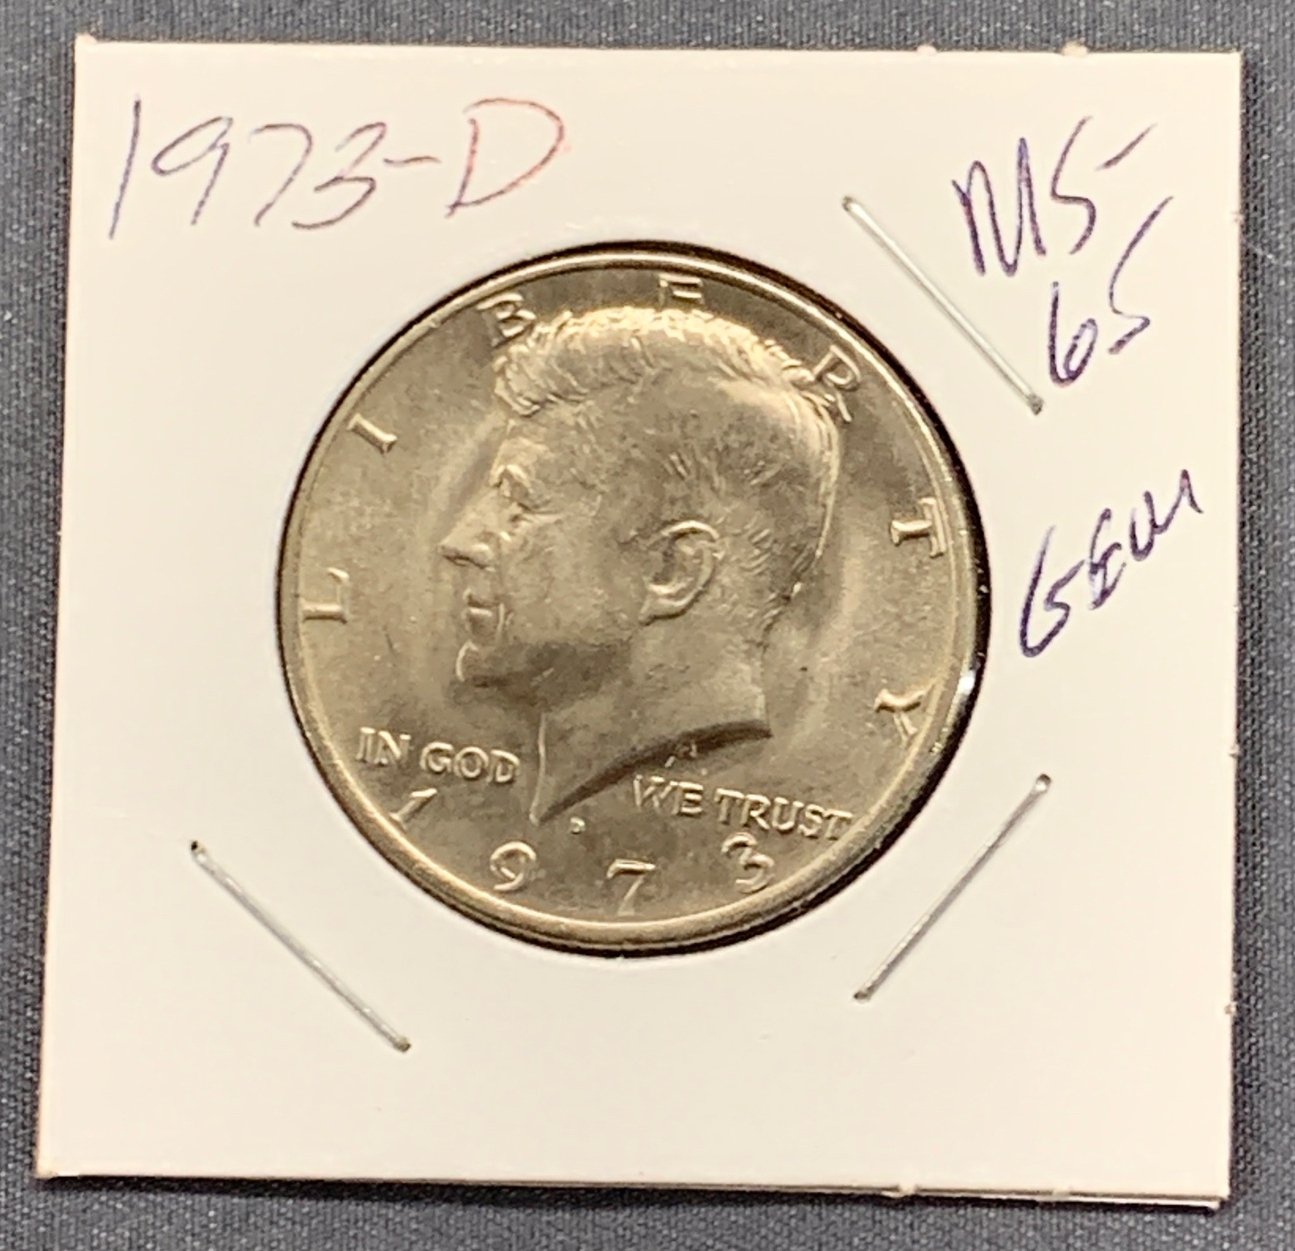 1973-D
MS-
65
GEM
LIBERTY
IN GOD WE TRUST
D
1973